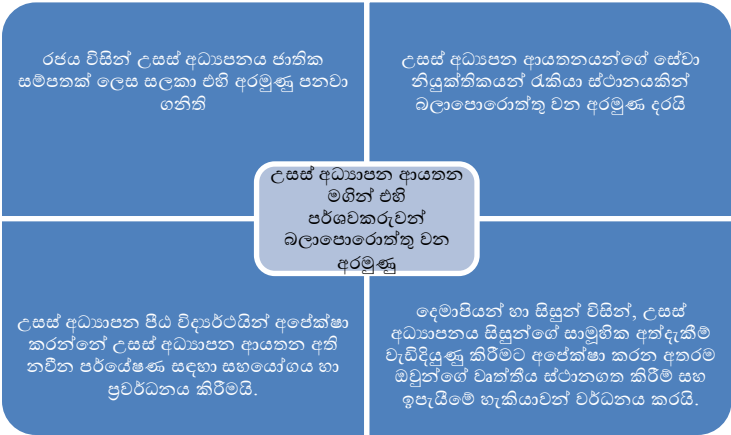 රජය විසින් උසස් අධ්‍යපනය ජාතික
සම්පතක් ලෙස සලකා එහි අරමුණු පනවා
ගනිති
උසස් අධ්‍යපන ආයතනයන්ගේ සේවා
නියුක්තිකයන් රැකියා ස්ථානයකින්
බලාපොරොත්තු වන අරමුණ දරයි
උසස් අධ්‍යාපන ආයතන
මගින් එහි
පර්ශවකරුවන්
බලාපොරොත්තු වන
අරමුණු
උසස් අධ්‍යාපන පීඨ විද්‍යර්ථයින් අපේක්ෂා
කරන්නේ උසස් අධ්‍යාපන ආයතන අති
නවීන පර්යේෂණ සඳහා සහයෝගය හා
ප්‍රවර්ධනය කිරීමයි.
දෙමාපියන් හා සිසුන් විසින්, උසස්
අධ්‍යාපනය සිසුන්ගේ සාමූහික අත්දැකීම්
වැඩිදියුණු කිරීමට අපේක්ෂා කරන අතරම
ඔවුන්ගේ වෘත්තීය ස්ථානගත කිරීම් සහ
ඉපැයීමේ හැකියාවන් වර්ධනය කරයි.